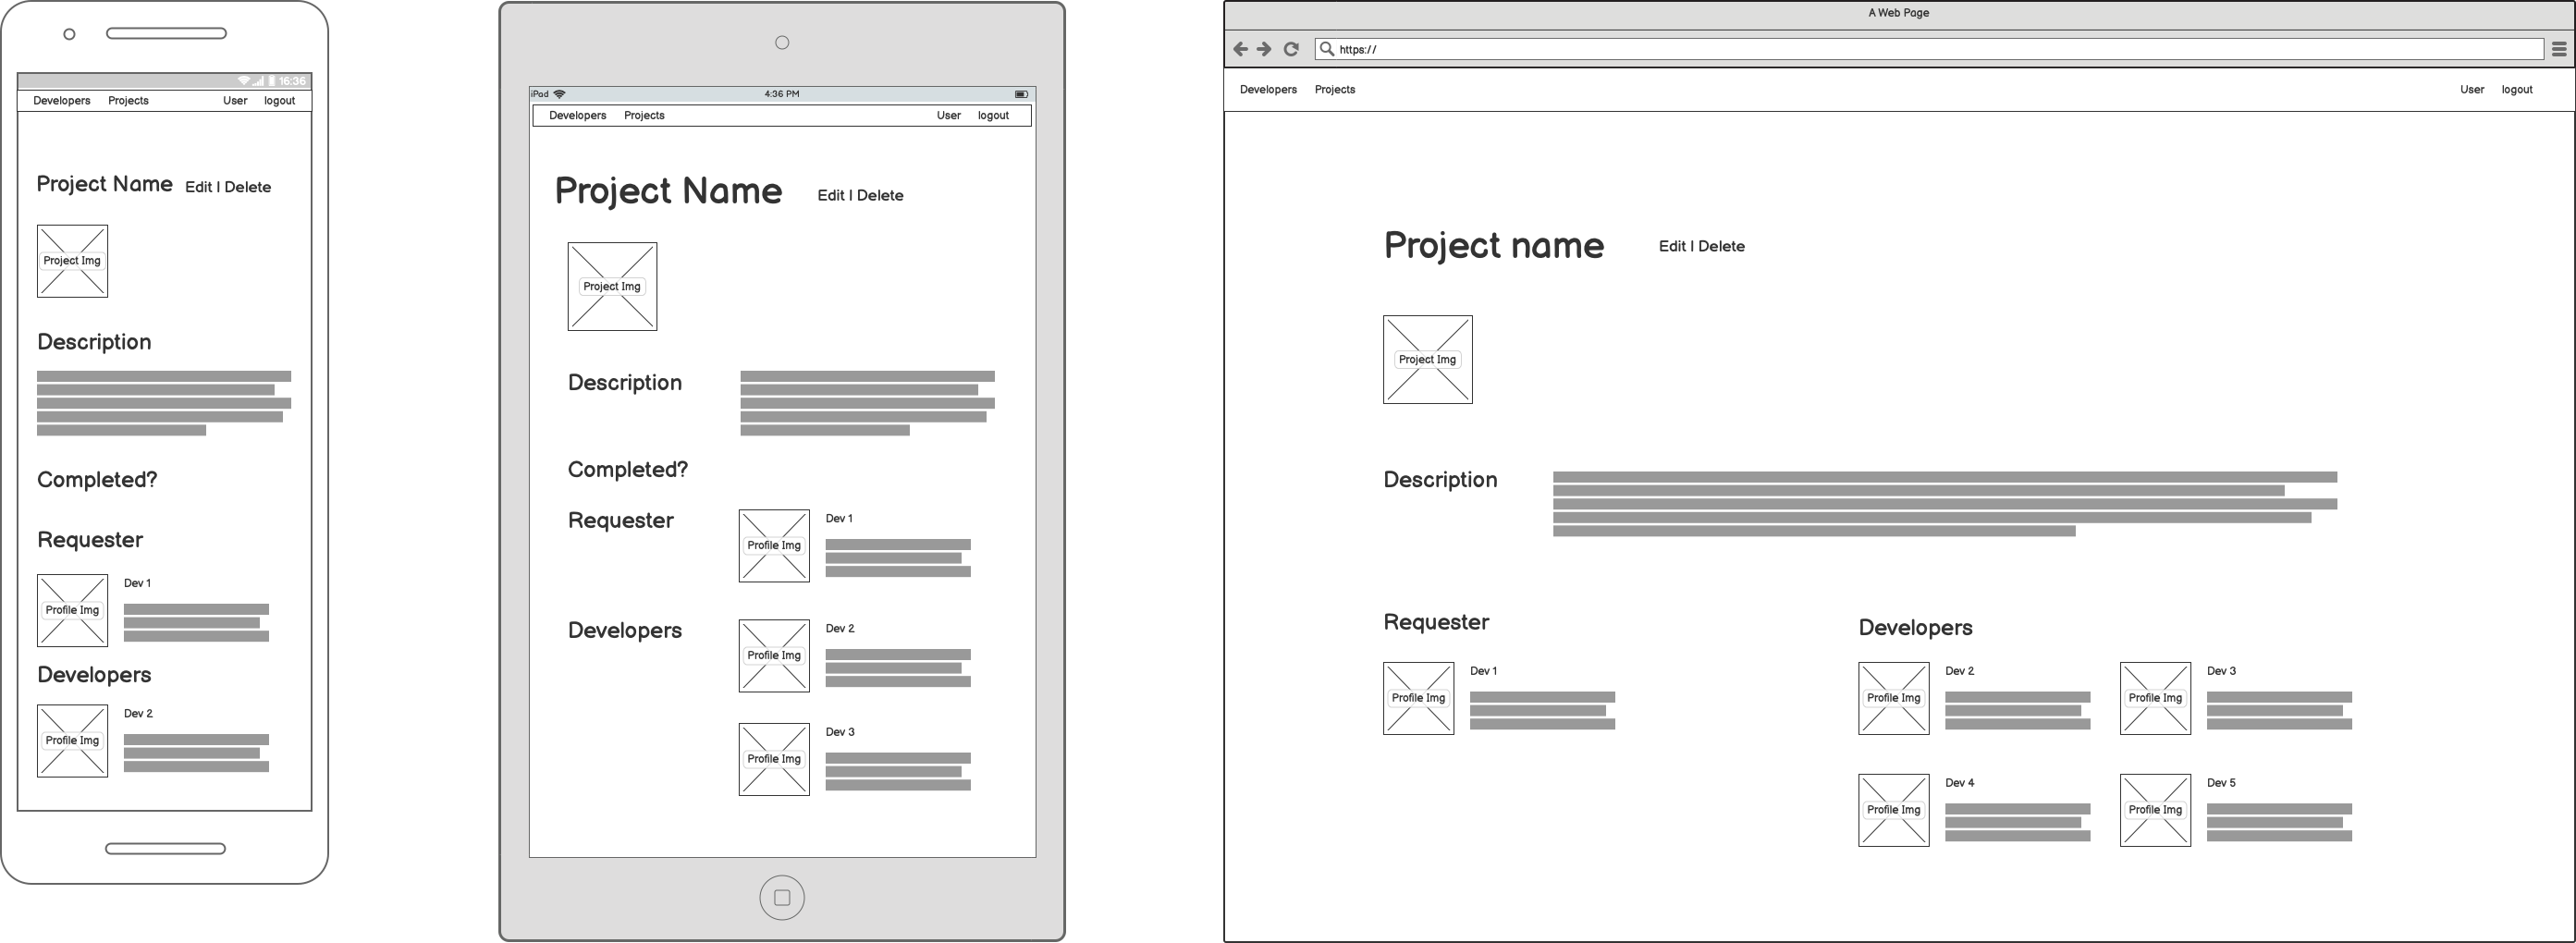 16:36
Developers Projects User logout
Project Name Edit | Delete
Project Img
Description
Completed?
Requester
Profile Img Dev 1
Developers
Profile Img Dev 2
iPad 4:36 PM
Developers Projects User logout
Project Name Edit | Delete
Project Img
Description
Completed?
Requester
Profile Img Dev 1
Developers
Profile Img Dev 2
Profile Img Dev 3
A Web Page
https://
Developers Projects User logout
Project name Edit | Delete
Project Img
Description
Requester
Profile Img Dev 1
Developers
Profile Img Dev 2 Profile Img Dev 3
Profile Img Dev 4 Profile Img Dev 5